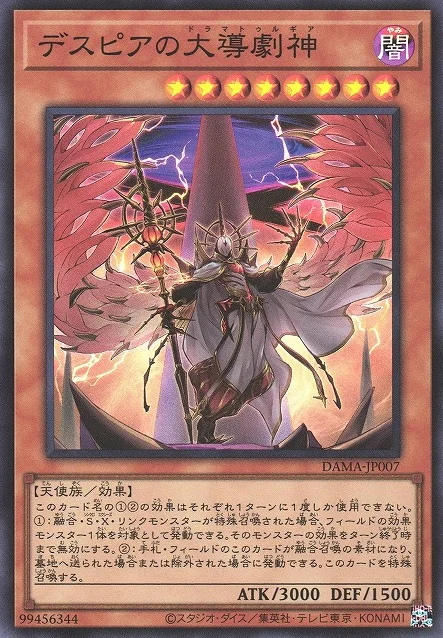 デスピアの大導劇神
ドラマトゥルギア
闇
やみ
DAMA-JP007
【天使族／効果】
このカード名の①②の効果はそれぞれ1ターンに1度しか使用できない。
①：融合・S・X・リンクモンスターが特殊召喚された場合、フィールドの効果
モンスター1体を対象として発動できる。そのモンスターの効果をターン終了時
まで無効にする。②：手札・フィールドのこのカードが融合召喚の素材になり、
墓地へ送られた場合または除外された場合に発動できる。このカードを特殊
召喚する。
ATK/3000 DEF/1500
99456344
©スタジオ・ダイス／集英社・テレビ東京・KONAMI